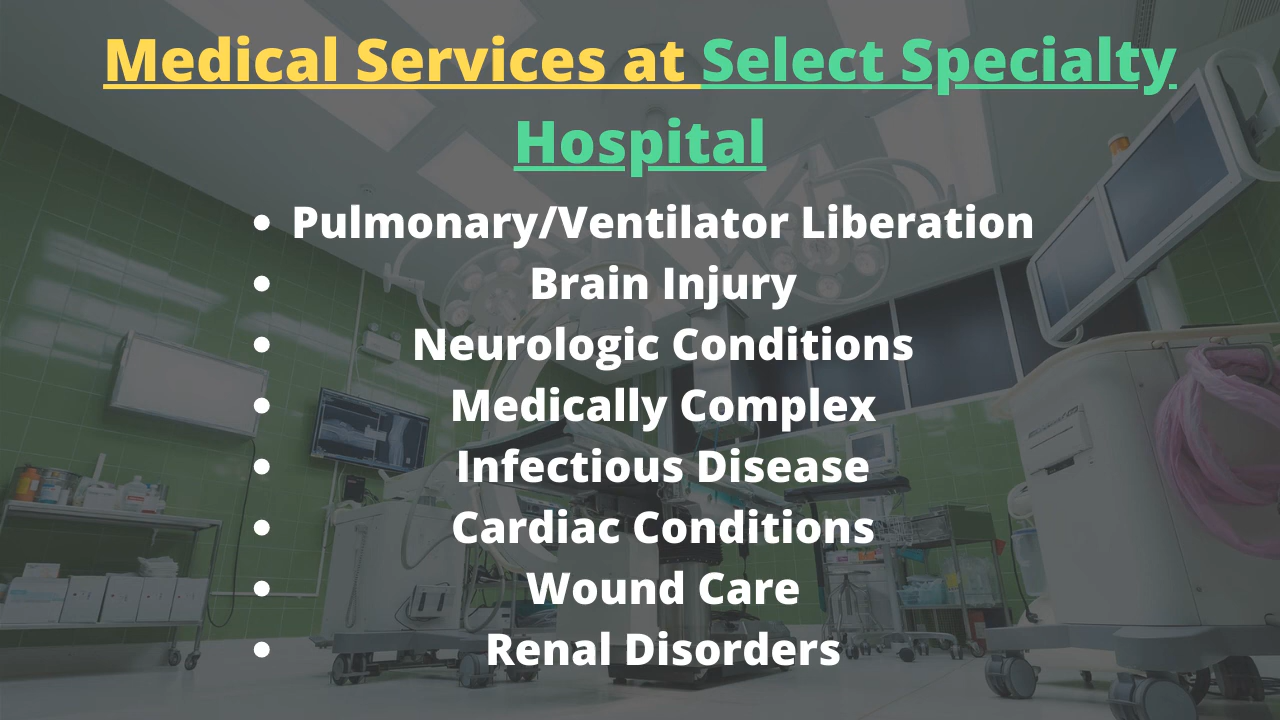 Medical Services at Select Specialty
Hospital
• Pulmonary/Ventilator Liberation
• Brain Injury
• Neurologic Conditions
• Medically Complex
• Infectious Disease
• Cardiac Conditions
• Wound Care
• Renal Disorders